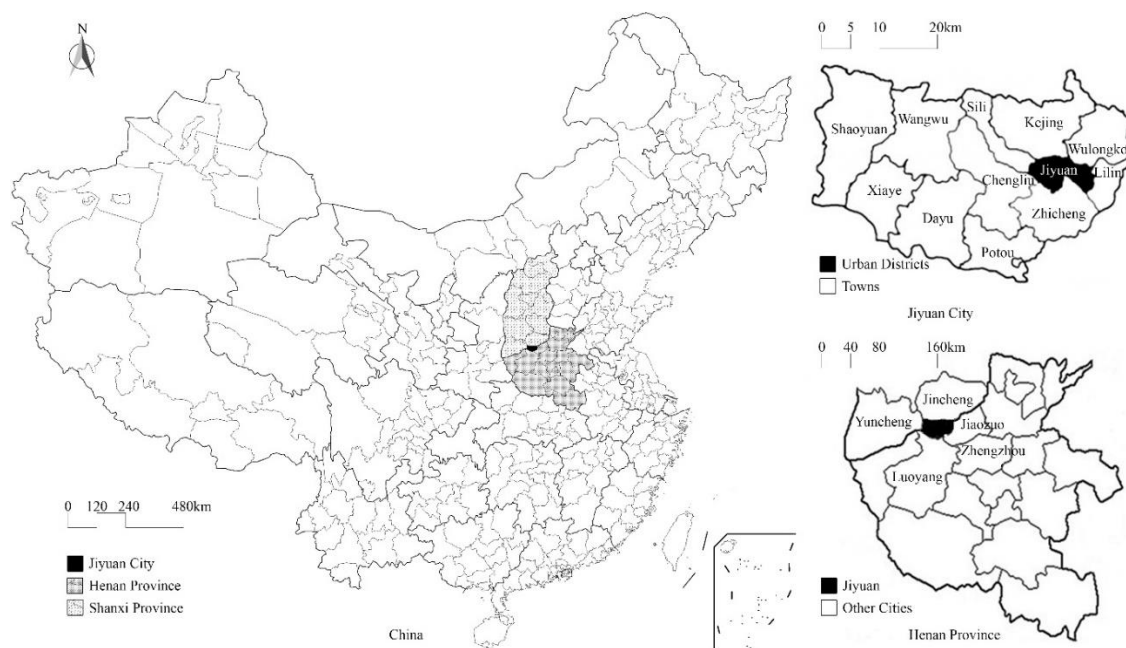 N
0 120 240 480km
Jiyuan City
Henan Province
Shanxi Province
China
0 5 10 20km
Sili
Kejing
Wangwu
Shaoyuan
Wulongko
Jiyuan
Lilin
Chengliu
Xiaye
Zhicheng
Dayu
Potou
Urban Districts
Towns
Jiyuan City
0 40 80 160km
Jincheng
Yuncheng
Jiaozuo
Zhengzhou
Luoyang
Jiyuan
Other Cities
Henan Province